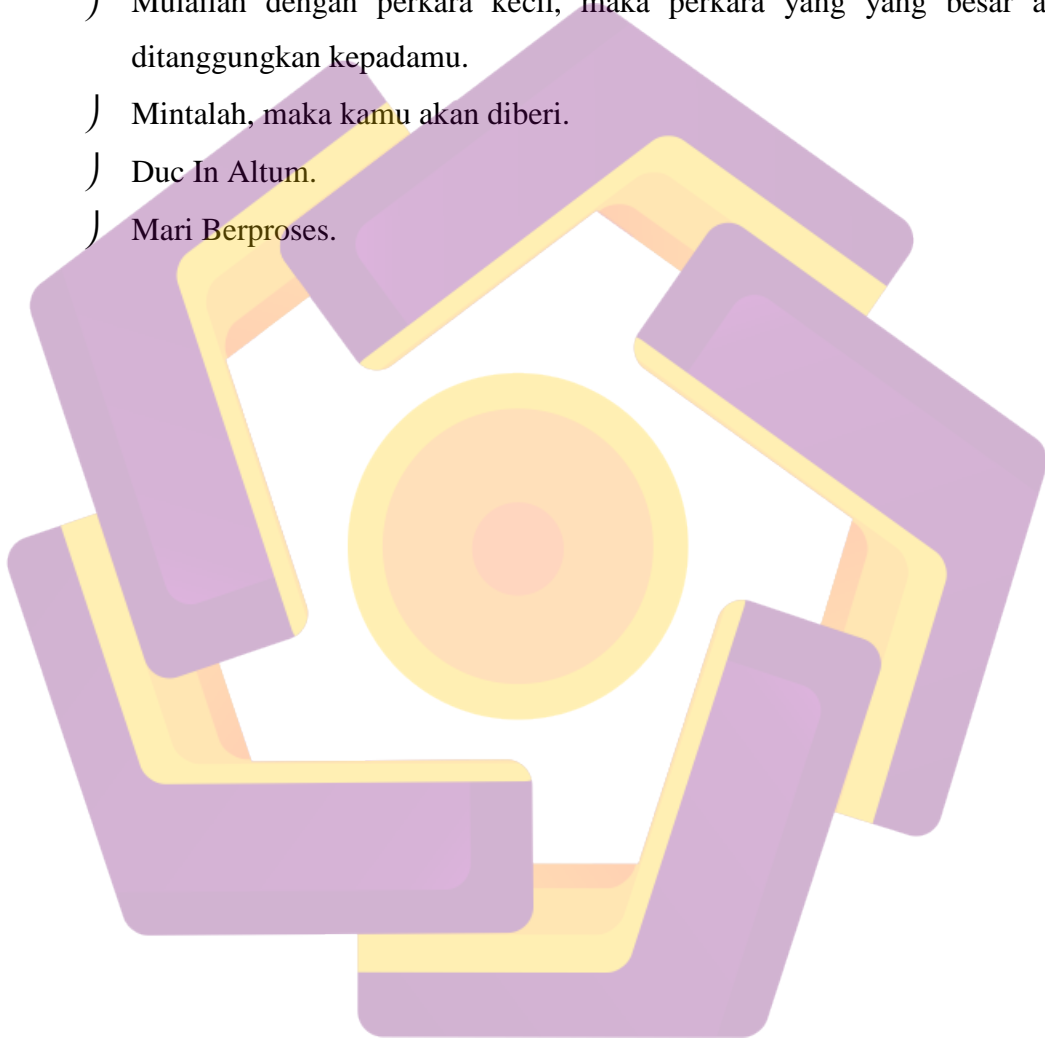 Mulailah dengan perkara kecil, maka perkara yang yang besar
ditanggungkan kepadamu.
Mintalah, maka kamu akan diberi.
Duc In Altum.
Mari Berproses.